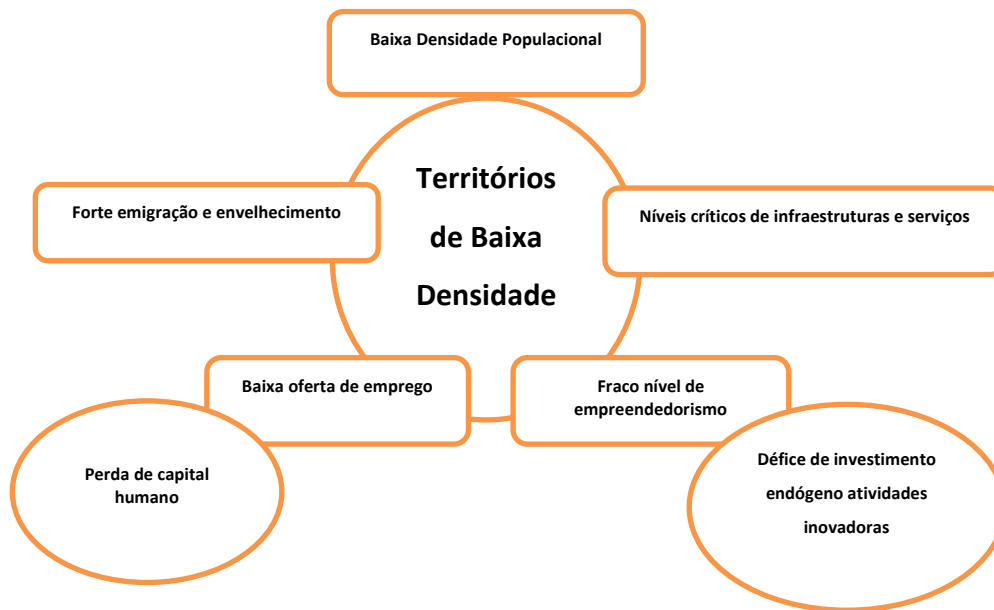 Baixa Densidade Populacional
Territórios
de Baixa
Densidade
Forte emigração e envelhecimento
Níveis críticos de infraestruturas e serviços
Baixa oferta de emprego
Fraco nível de
empreendedorismo
Perda de capital
humano
Défice de investimento
endógeno atividades
inovadoras